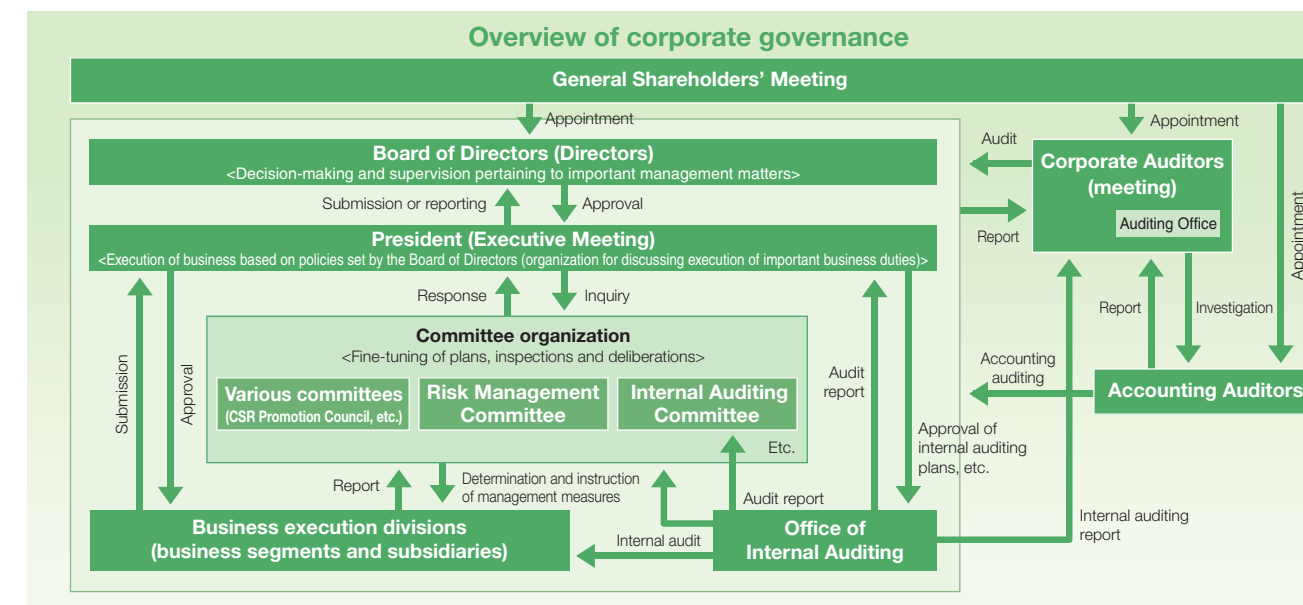 Overview of corporate governance
General Shareholders' Meeting
Appointment
Appointment
Appointment
Board of Directors (Directors)
<Decision-making and supervision pertaining to important management matters>
Audit
Corporate Auditors
(meeting)
Auditing Office
Submission or reporting
Approval
Report
President (Executive Meeting)
<Execution of business based on policies set by the Board of Directors (organization for discussing execution of important business duties)>
Response
Inquiry
Report
Investigation
Submission
Approval
Committee organization
<Fine-tuning of plans, inspections and deliberations>
Various committees
(CSR Promotion Council, etc.)
Risk Management
Committee
Internal Auditing
Committee
Etc.
Audit
report
Accounting
auditing
Accounting Auditors
Approval of
internal auditing
plans, etc.
Report
Determination and instruction
of management measures
Audit report
Business execution divisions
(business segments and subsidiaries)
Internal audit
Office of
Internal Auditing
Internal auditing
report